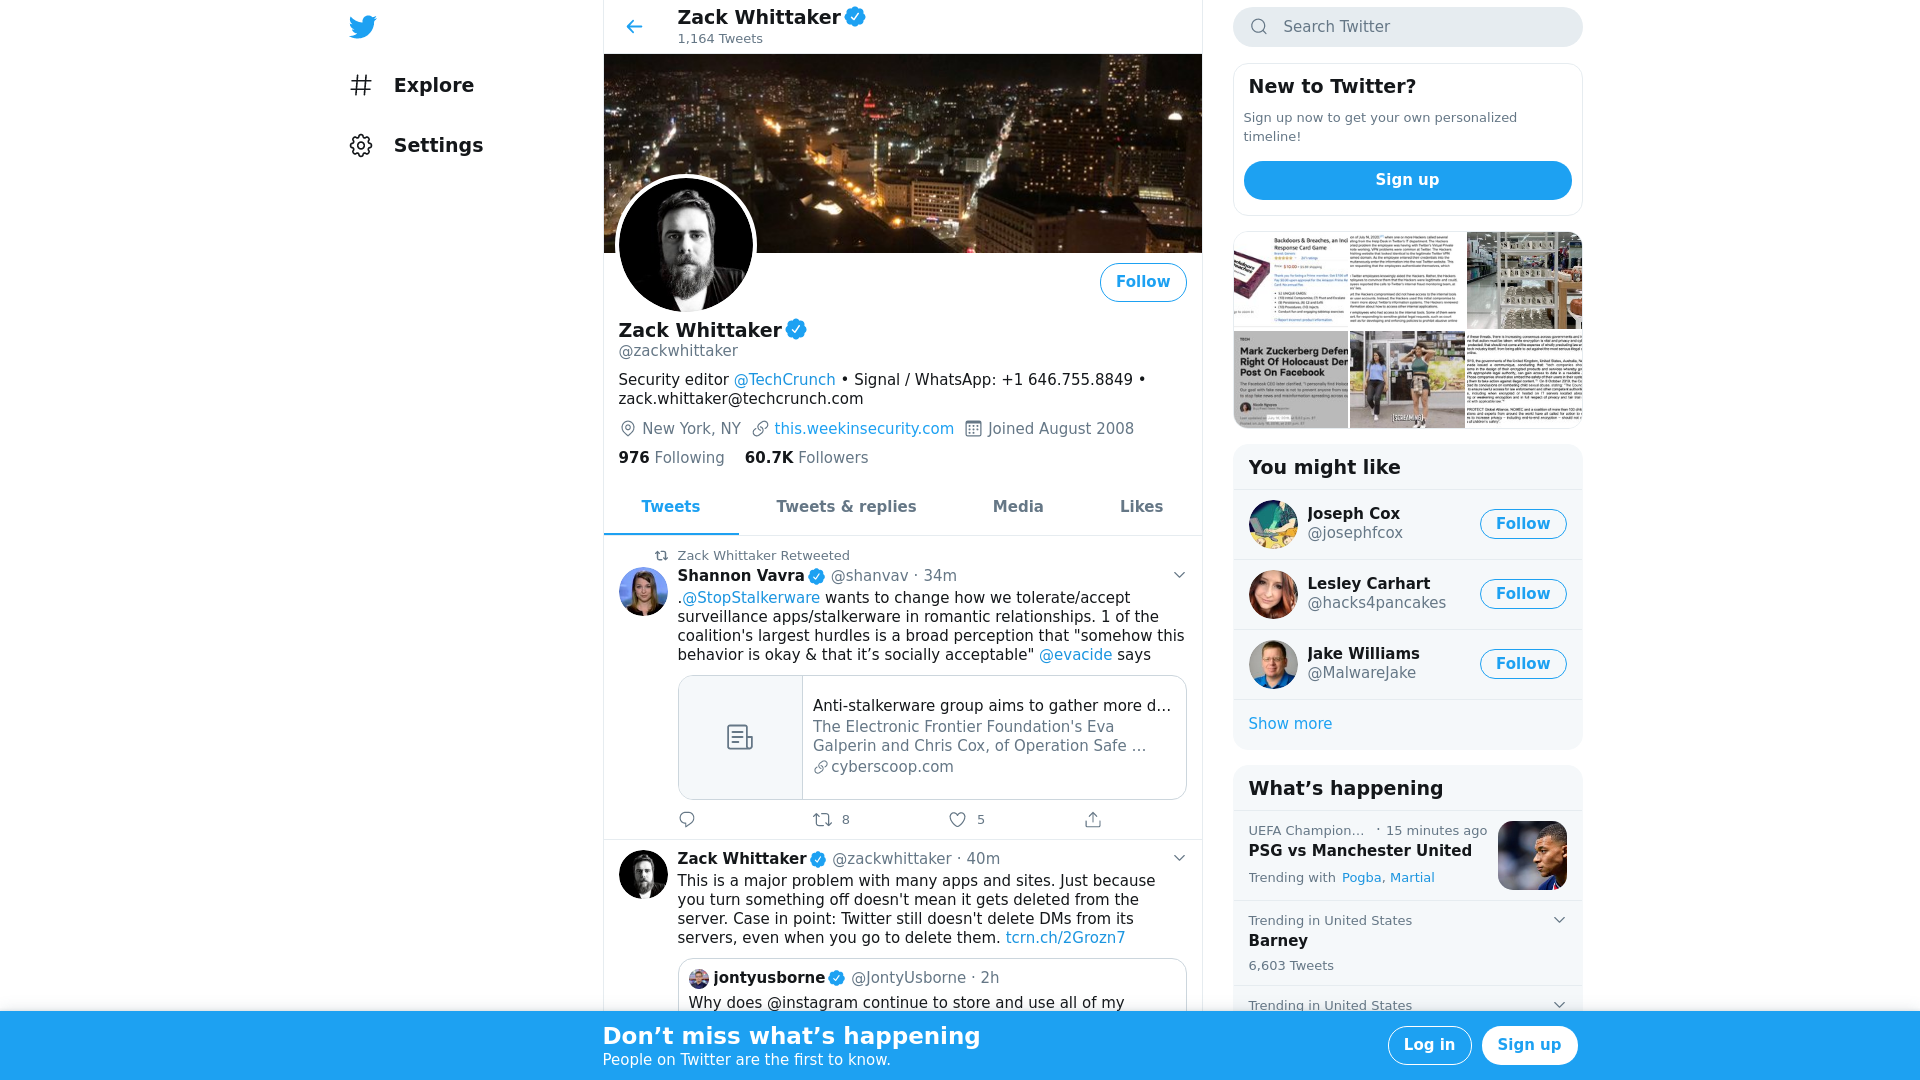 Explore
Settings
Zack Whittaker
1,164 Tweets
Follow
Zack Whittaker
@zackwhittaker
Security editor @TechCrunch • Signal / WhatsApp: +1 646.755.8849 •
zack.whittaker@techcrunch.com
New York, NY this.weekinsecurity.com Joined August 2008
976 Following 60.7K Followers
Tweets Tweets & replies Media Likes
Zack Whittaker Retweeted
Shannon Vavra @shanvav · 34m
.@StopStalkerware wants to change how we tolerate/accept
surveillance apps/stalkerware in romantic relationships. 1 of the
coalition's largest hurdles is a broad perception that "somehow this
behavior is okay & that it’s socially acceptable" @evacide says
Anti-stalkerware group aims to gather more d…
The Electronic Frontier Foundation's Eva
Galperin and Chris Cox, of Operation Safe …
cyberscoop.com
8 5
Zack Whittaker @zackwhittaker · 40m
This is a major problem with many apps and sites. Just because
you turn something off doesn't mean it gets deleted from the
server. Case in point: Twitter still doesn't delete DMs from its
servers, even when you go to delete them. tcrn.ch/2Grozn7
jontyusborne @JontyUsborne · 2h
Why does @instagram continue to store and use all of my
Search Twitter
New to Twitter?
Sign up now to get your own personalized
timeline!
Sign up
Backdoors & Breaches, an Inc
Response Card Game
Mark Zuckerberg Defen
Right Of Holocaust Der
Post On Facebook
[SCREAMING]
You might like
Joseph Cox
@josephfcox
Follow
Lesley Carhart
@hacks4pancakes
Follow
Jake Williams
@MalwareJake
Follow
Show more
What’s happening
UEFA Champion… · 15 minutes ago
PSG vs Manchester United
Trending with Pogba, Martial
Trending in United States
Barney
6,603 Tweets
Trending in United States
Don’t miss what’s happening
People on Twitter are the first to know.
Log in
Sign up